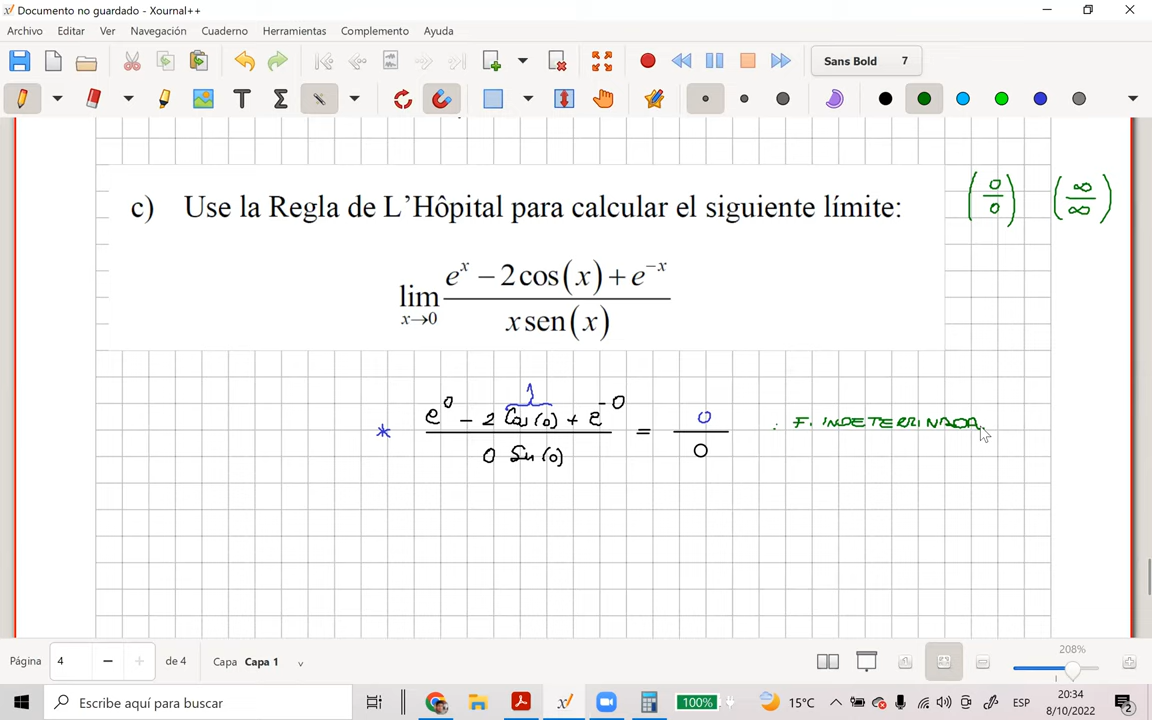 Documento no guardado - Xournal++
Archivo Editar Ver Navegación Cuaderno Herramientas Complemento Ayuda
Sans Bold 7
c) Use la Regla de L'Hôpital para calcular el siguiente límite:
(0/0) (∞/∞)
lim x→0 (e^x − 2cos(x) + e^−x) / (x sen(x))
1
* (e^0 − 2 Cos(0) + e^−0) / (0 Sen(0)) = 0/0 ∴ F. INDETERMINADA
Página 4 de 4 Capa Capa 1 208%
Escribe aquí para buscar 100% 15°C ESP 20:34 8/10/2022 2